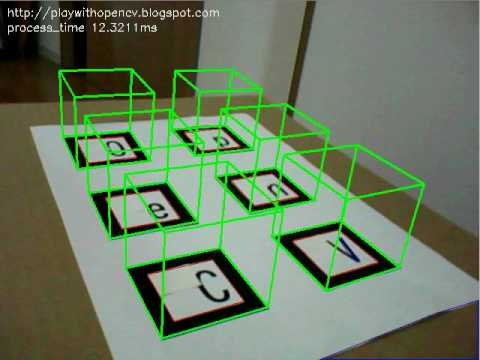 http://playwithopencv.blogspot.com
process_time 12.3211ms
O p
e n
C V